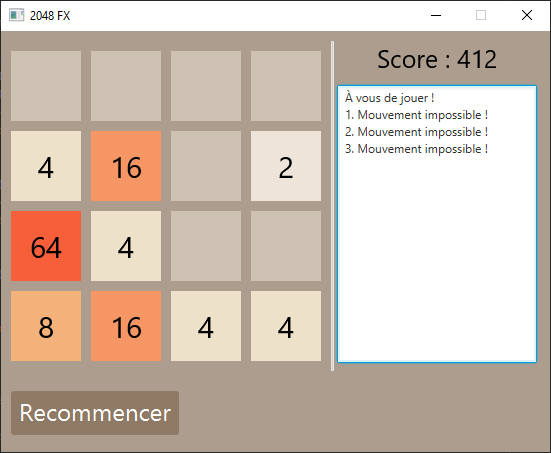 2048 FX
Score : 412
À vous de jouer !
1. Mouvement impossible !
2. Mouvement impossible !
3. Mouvement impossible !
4 16 2
64 4
8 16 4 4
Recommencer